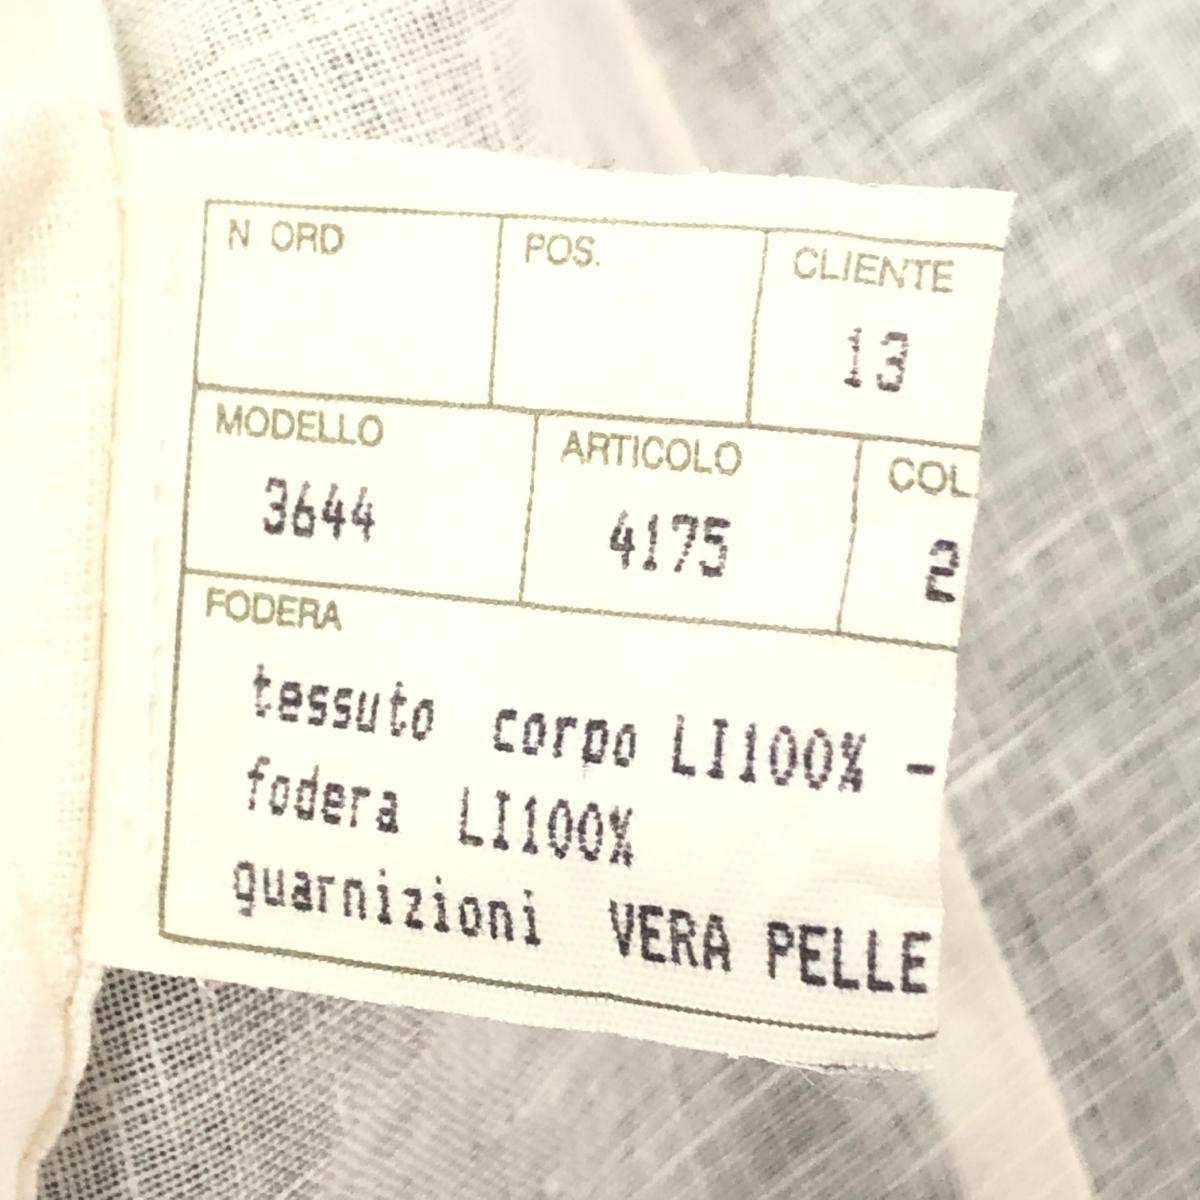 N. ORD POS. CLIENTE
13
MODELLO ARTICOLO COL.
3644 4175 2
FODERA
tessuto corpo LI100% -
fodera LI100%
guarnizioni VERA PELLE